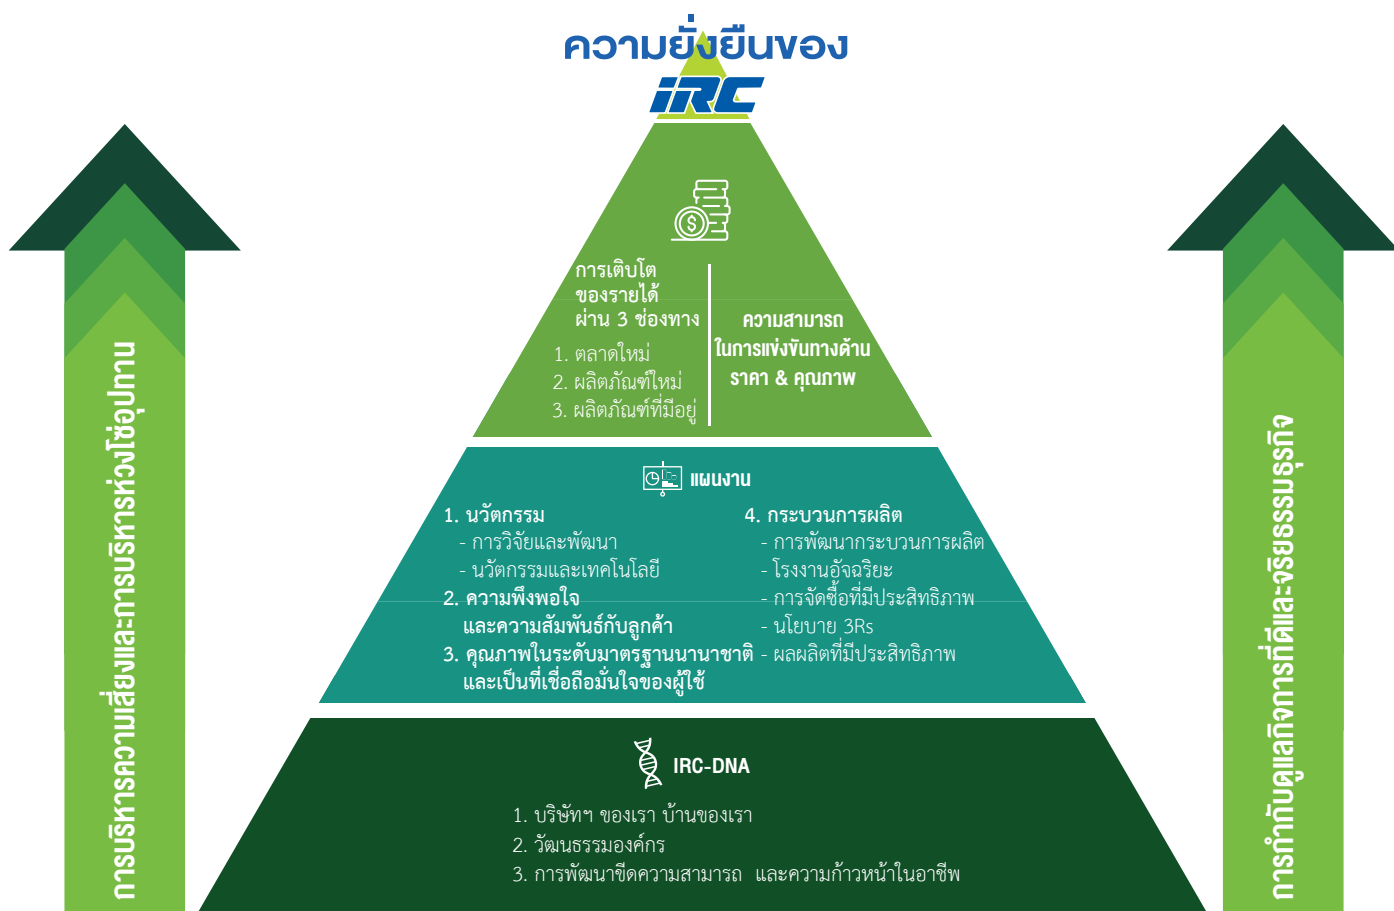 ความยั่งยืนของ
iRC
การเติบโต
ของรายได้
ผ่าน 3 ช่องทาง
1. ตลาดใหม่
2. ผลิตภัณฑ์ใหม่
3. ผลิตภัณฑ์ที่มีอยู่
ความสามารถ
ในการแข่งขันทางด้าน
ราคา & คุณภาพ
แผนงาน
1. นวัตกรรม
- การวิจัยและพัฒนา
- นวัตกรรมและเทคโนโลยี
2. ความพึงพอใจ
และความสัมพันธ์กับลูกค้า
3. คุณภาพในระดับมาตรฐานนานาชาติ
และเป็นที่เชื่อถือมั่นใจของผู้ใช้
4. กระบวนการผลิต
- การพัฒนากระบวนการผลิต
- โรงงานอัจฉริยะ
- การจัดซื้อที่มีประสิทธิภาพ
- นโยบาย 3Rs
- ผลผลิตที่มีประสิทธิภาพ
IRC-DNA
1. บริษัทฯ ของเรา บ้านของเรา
2. วัฒนธรรมองค์กร
3. การพัฒนาขีดความสามารถ และความก้าวหน้าในอาชีพ
การบริหารความเสี่ยงและการบริหารห่วงโซ่อุปทาน
การกำกับดูแลกิจการที่ดีและจริยธรรมธุรกิจ